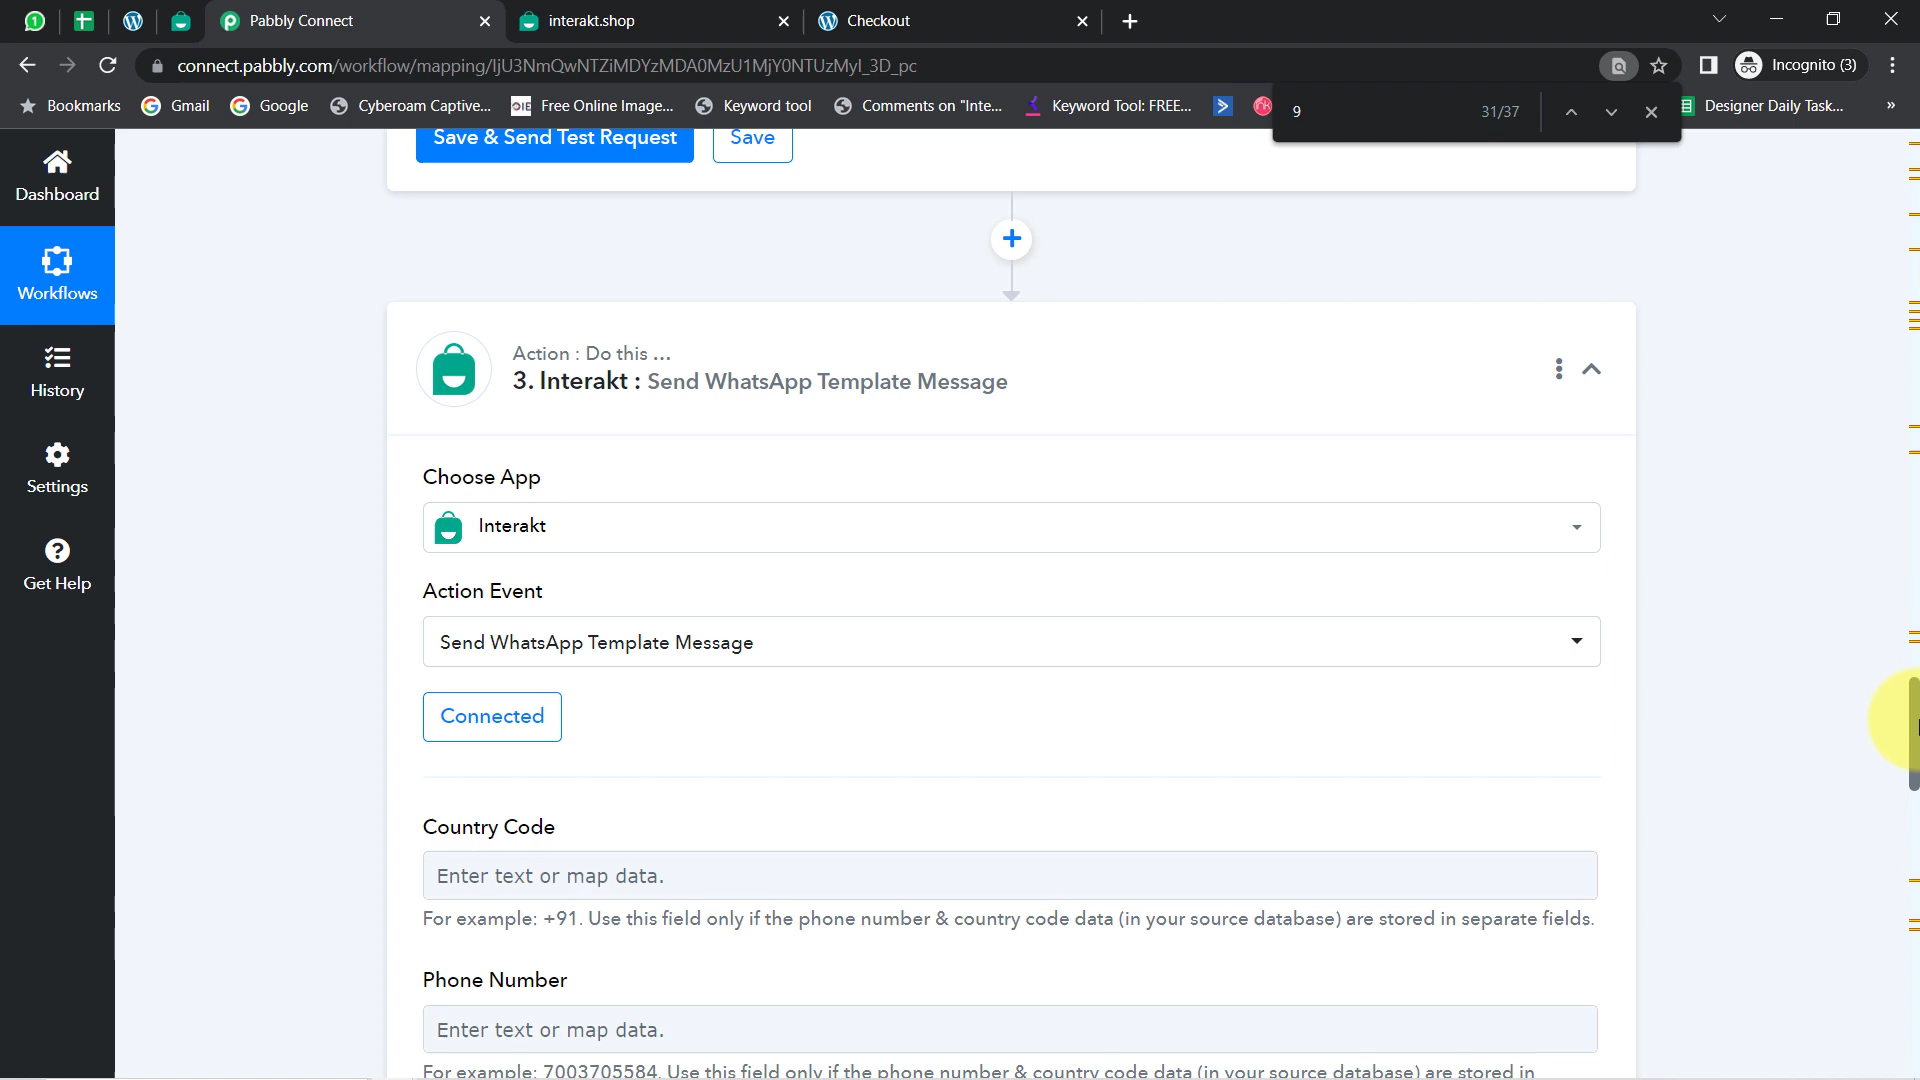 Pabbly Connect
interakt.shop
Checkout
connect.pabbly.com/workflow/mapping/IjU3NmQwNTZiMDYzMDA0MzU1MjY0NTUzMyI_3D_pc
Incognito (3)
Bookmarks
Gmail
Google
Cyberoam Captive...
Free Online Image...
Keyword tool
Comments on "Inte...
Keyword Tool: FREE...
Designer Daily Task...
»
9
31/37
Dashboard
Workflows
History
Settings
Get Help
Save & Send Test Request
Save
Action : Do this ...
3. Interakt : Send WhatsApp Template Message
Choose App
Interakt
Action Event
Send WhatsApp Template Message
Connected
Country Code
Enter text or map data.
For example: +91. Use this field only if the phone number & country code data (in your source database) are stored in separate fields.
Phone Number
Enter text or map data.
For example: 7003705584. Use this field only if the phone number & country code data (in your source database) are stored in